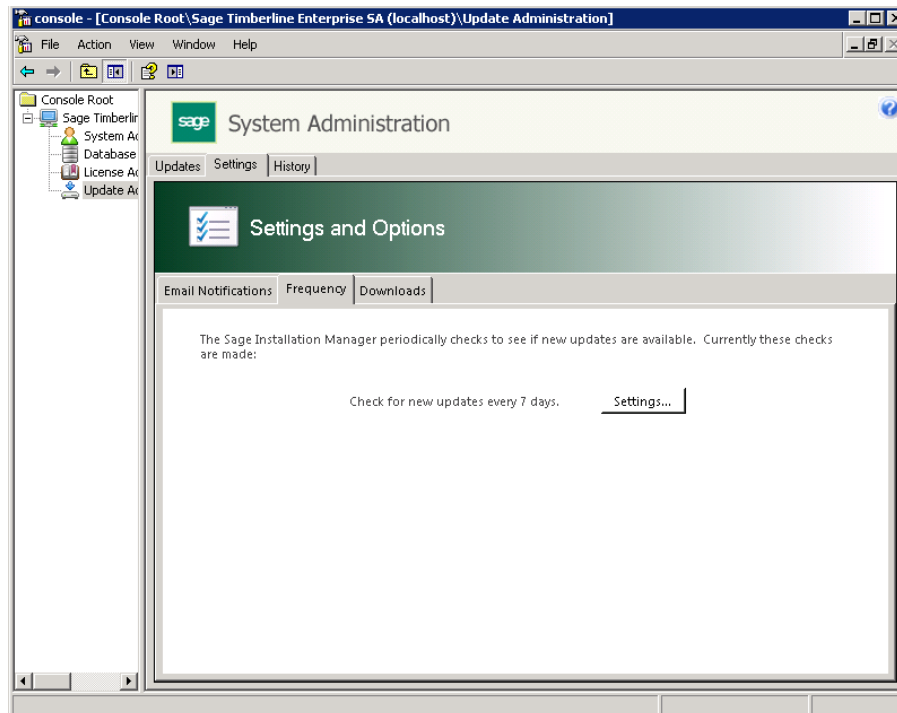 console - [Console Root\Sage Timberline Enterprise SA (localhost)\Update Administration]
File Action View Window Help
Console Root
Sage Timberlin
System Ac
Database
License Ac
Update Ac
sage System Administration
Updates Settings History
Settings and Options
Email Notifications Frequency Downloads
The Sage Installation Manager periodically checks to see if new updates are available. Currently these checks
are made:
Check for new updates every 7 days. Settings...